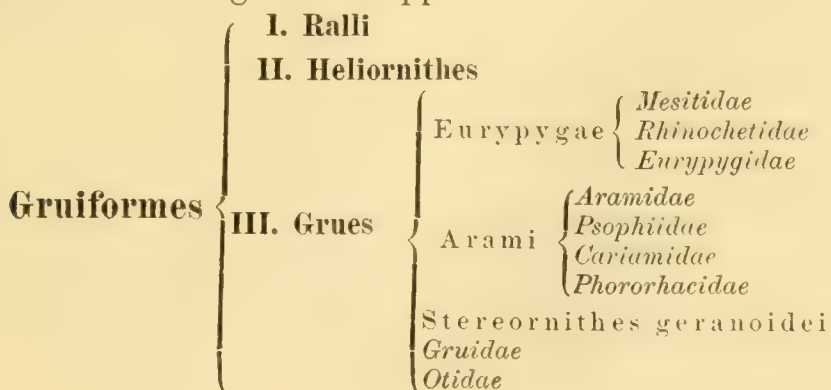 I. Ralli
II. Heliornithes
Mesitidae
Eurypygae Rhinochetidae
Eurypygidae
Gruiformes
III. Grues
Aramidae
Psophiidae
Arami
Cariamidae
Phororhacidae
Stereornithes geranoidei
Gruidae
Otidae